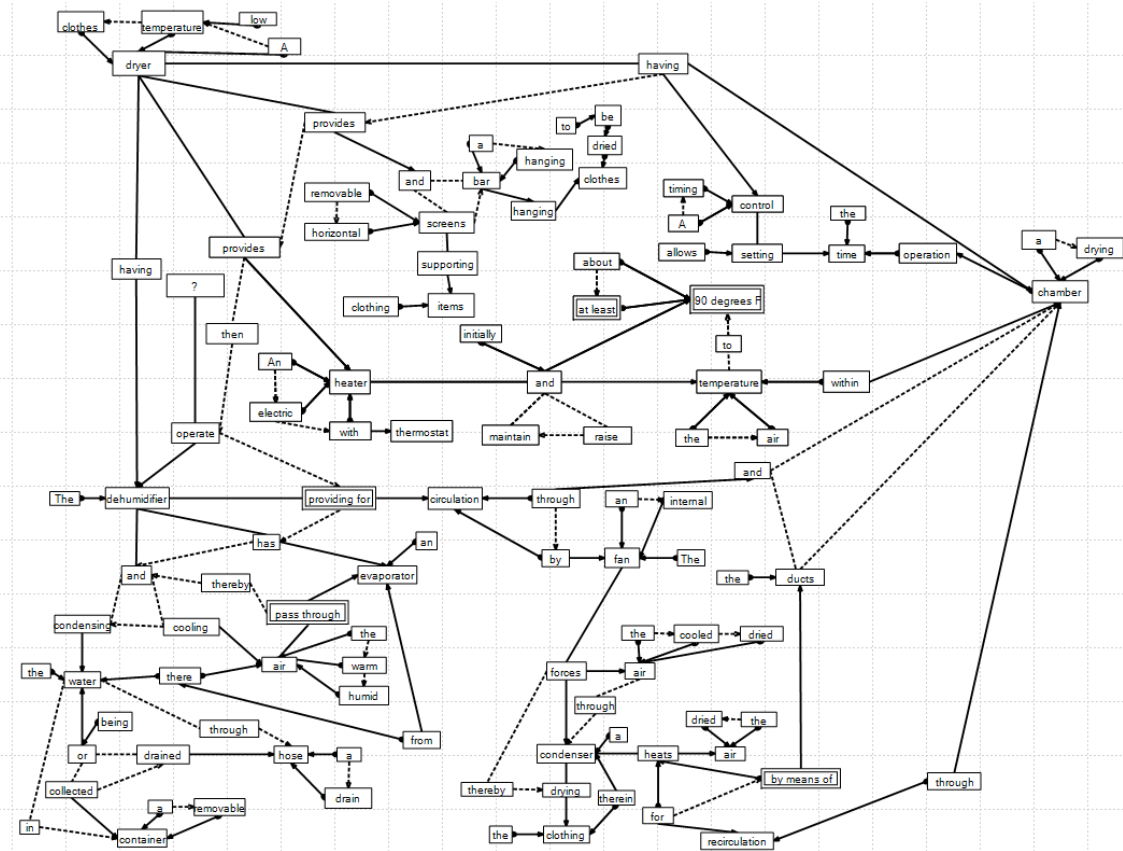 low
clothes
temperature
A
dryer
having
provides
to
be
a
dried
hanging
and
bar
clothes
removable
timing
control
hanging
screens
A
the
horizontal
a
drying
provides
allows
setting
time
operation
supporting
about
having
?
chamber
90 degrees F
clothing
items
at least
then
initially
to
An
heater
and
temperature
within
electric
with
thermostat
operate
maintain
raise
the
air
and
The
dehumidifier
providing for
circulation
through
an
internal
has
an
by
fan
The
and
thereby
evaporator
the
ducts
pass through
condensing
cooling
the
the
cooled
dried
air
warm
the
water
there
forces
air
humid
through
being
dried
the
through
a
from
or
drained
hose
a
condenser
heats
air
by means of
through
collected
thereby
drying
drain
therein
a
removable
for
in
container
the
clothing
recirculation